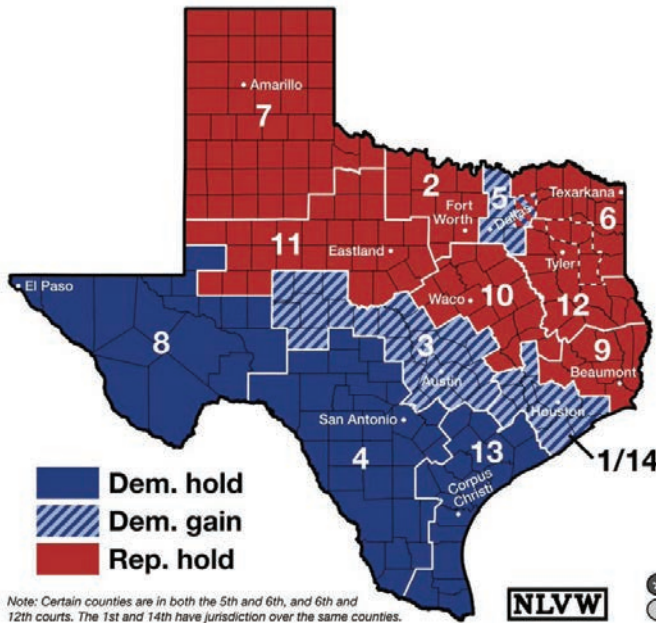 Amarillo
7
2
5
Texarkana
Fort
Worth
Dallas
6
11
Eastland
Tyler
El Paso
Waco
10
12
8
3
9
Austin
Beaumont
Houston
San Antonio
4
13
1/14
Corpus
Christi
Dem. hold
Dem. gain
Rep. hold
Note: Certain counties are in both the 5th and 6th, and 6th and
12th courts. The 1st and 14th have jurisdiction over the same counties.
NLVW